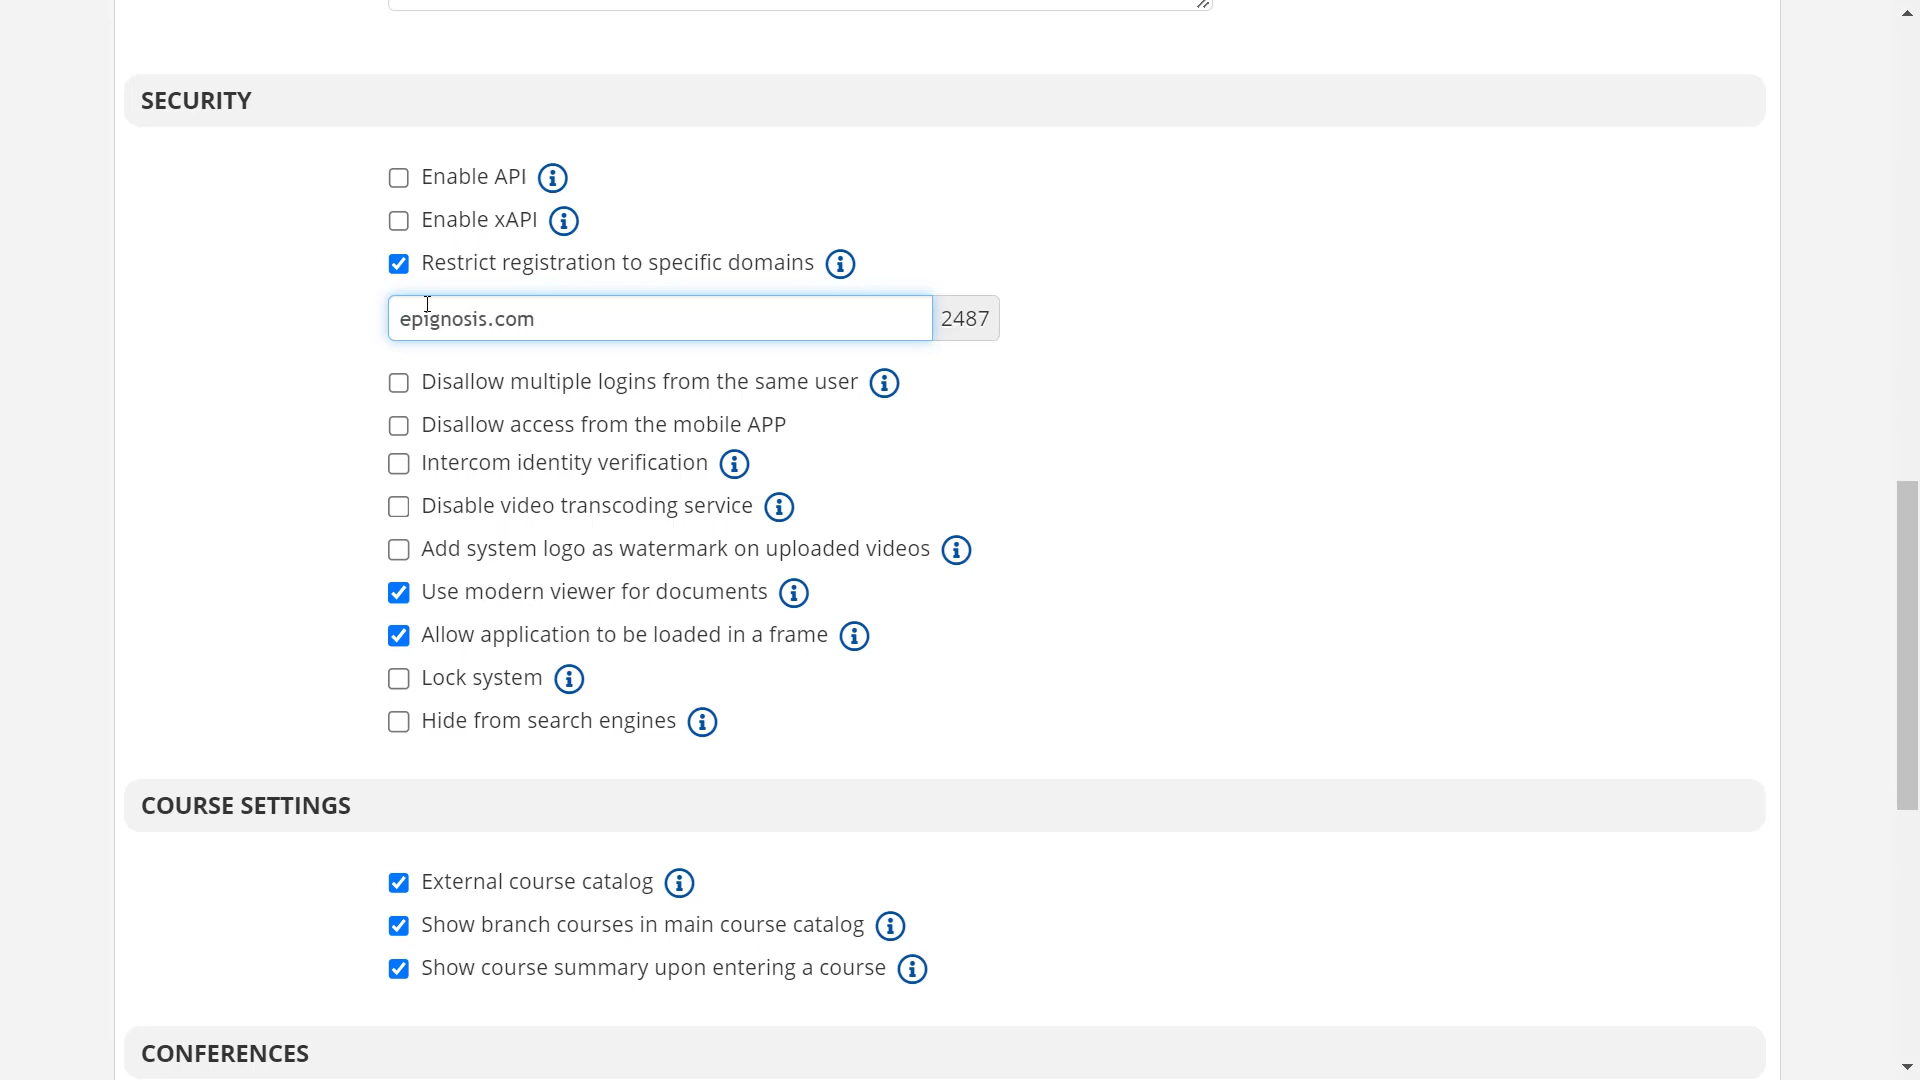 SECURITY
Enable API
Enable xAPI
Restrict registration to specific domains
epignosis.com 2487
Disallow multiple logins from the same user
Disallow access from the mobile APP
Intercom identity verification
Disable video transcoding service
Add system logo as watermark on uploaded videos
Use modern viewer for documents
Allow application to be loaded in a frame
Lock system
Hide from search engines
COURSE SETTINGS
External course catalog
Show branch courses in main course catalog
Show course summary upon entering a course
CONFERENCES